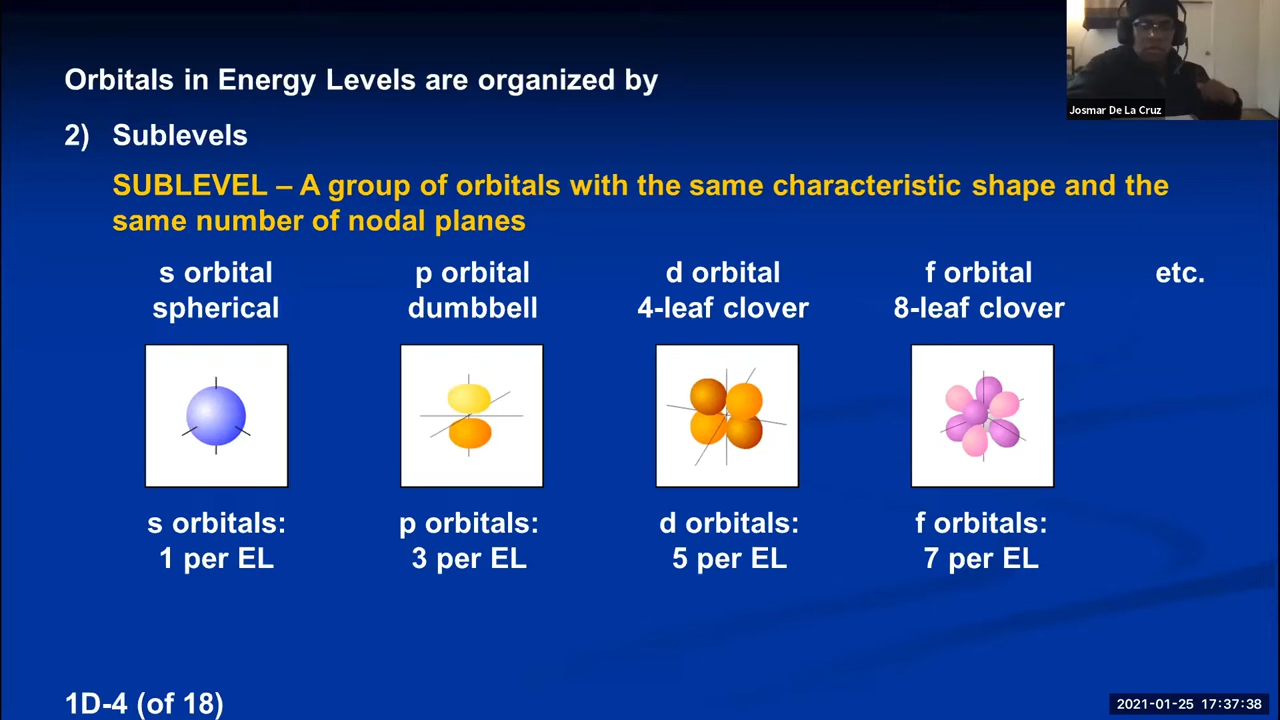 Orbitals in Energy Levels are organized by
Josmar De La Cruz
2) Sublevels
SUBLEVEL – A group of orbitals with the same characteristic shape and the
same number of nodal planes
s orbital
spherical
p orbital
dumbbell
d orbital
4-leaf clover
f orbital
8-leaf clover
etc.
s orbitals:
1 per EL
p orbitals:
3 per EL
d orbitals:
5 per EL
f orbitals:
7 per EL
1D-4 (of 18)
2021-01-25 17:37:38